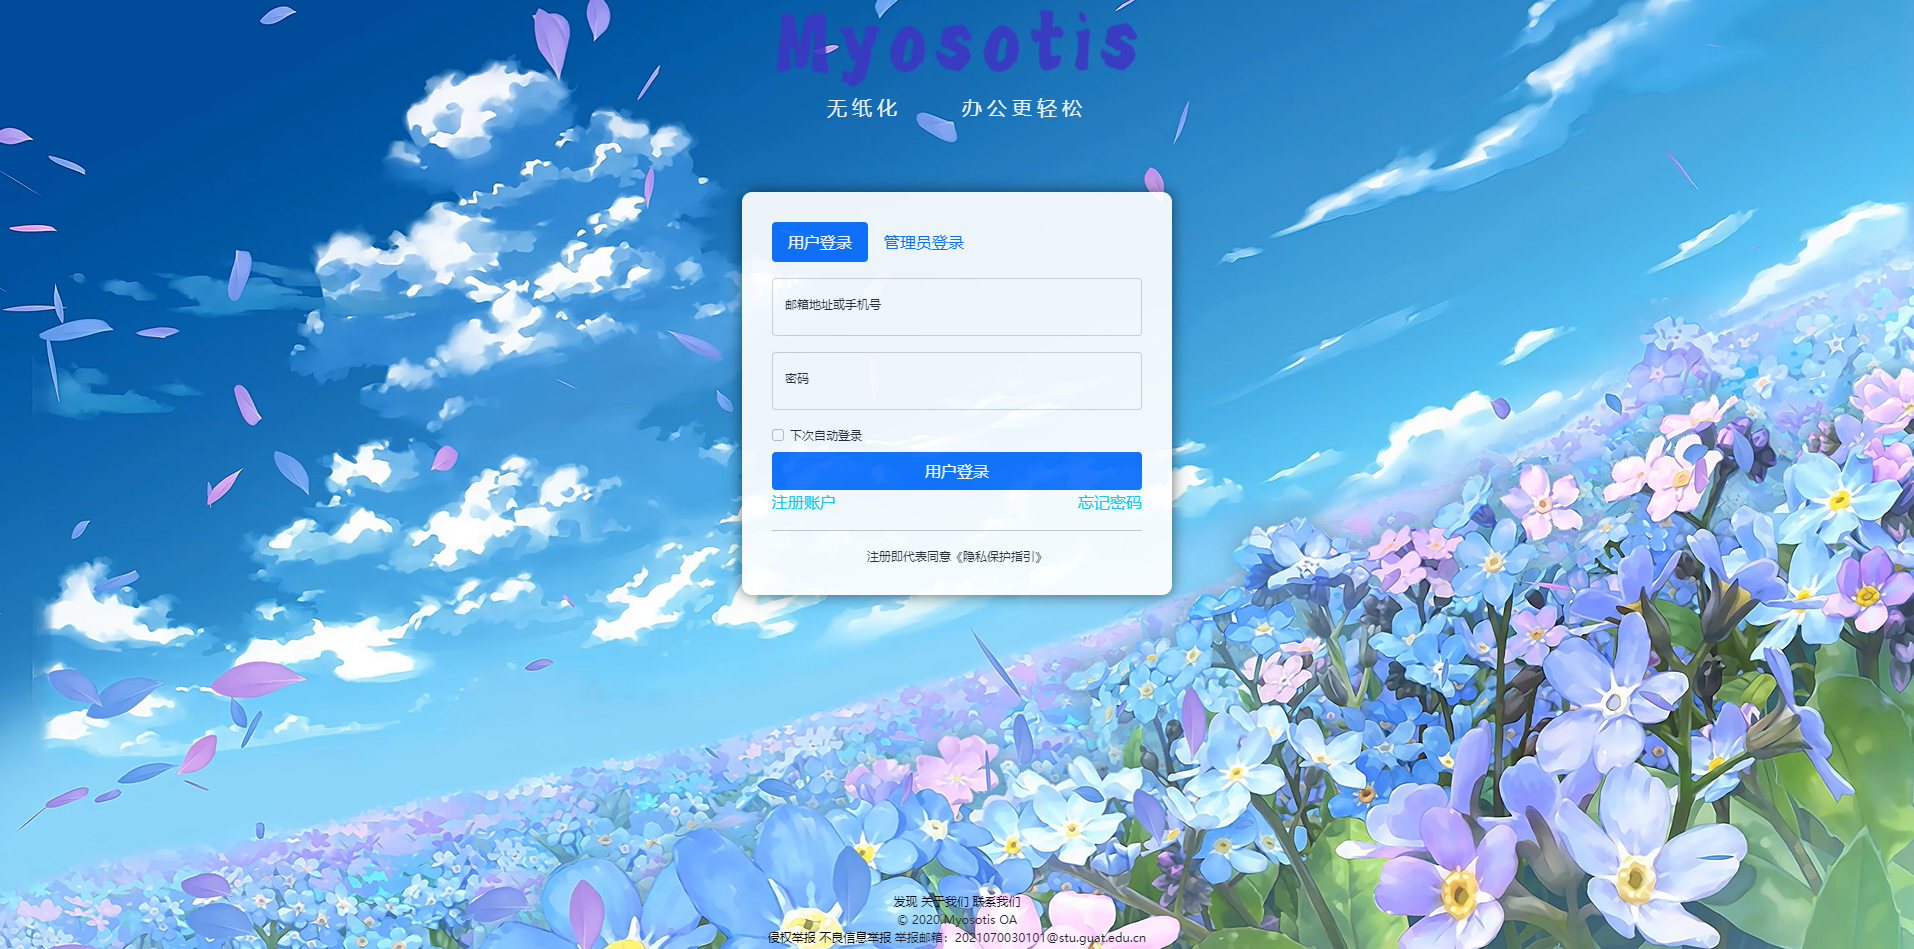 Myosotis
无纸化 办公更轻松
用户登录 管理员登录
邮箱地址或手机号
密码
下次自动登录
用户登录
注册账户 忘记密码
注册即代表同意《隐私保护指引》
发现 关于我们 联系我们
© 2020 Myosotis OA
侵权举报 不良信息举报 举报邮箱：2021070030101@stu.guat.edu.cn